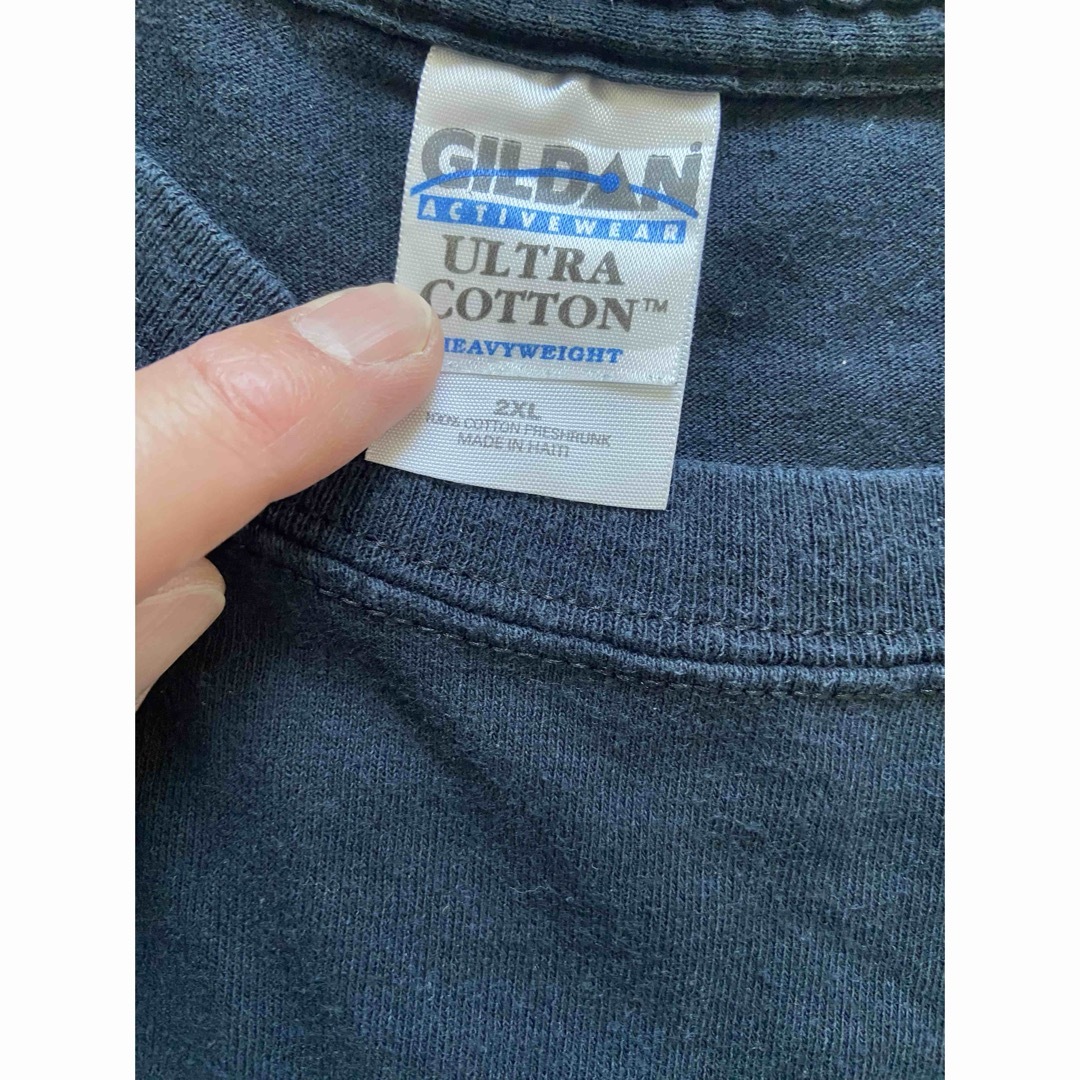 GILDAN
ACTIVEWEAR
ULTRA
COTTON™
HEAVYWEIGHT
2XL
100% COTTON PRESHRUNK
MADE IN HAITI